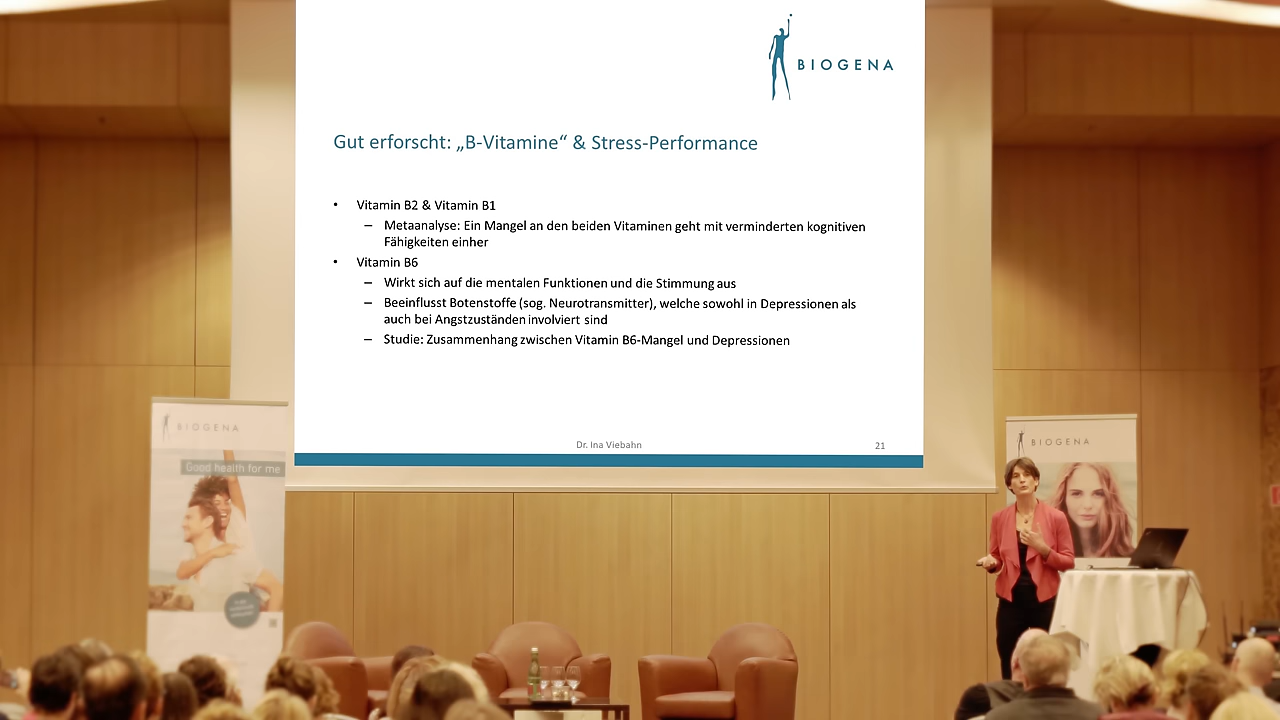 BIOGENA
Gut erforscht: „B-Vitamine“ & Stress-Performance
• Vitamin B2 & Vitamin B1
– Metaanalyse: Ein Mangel an den beiden Vitaminen geht mit verminderten kognitiven
Fähigkeiten einher
• Vitamin B6
– Wirkt sich auf die mentalen Funktionen und die Stimmung aus
– Beeinflusst Botenstoffe (sog. Neurotransmitter), welche sowohl in Depressionen als
auch bei Angstzuständen involviert sind
– Studie: Zusammenhang zwischen Vitamin B6-Mangel und Depressionen
Dr. Ina Viebahn
21
BIOGENA
Good health for me
BIOGENA